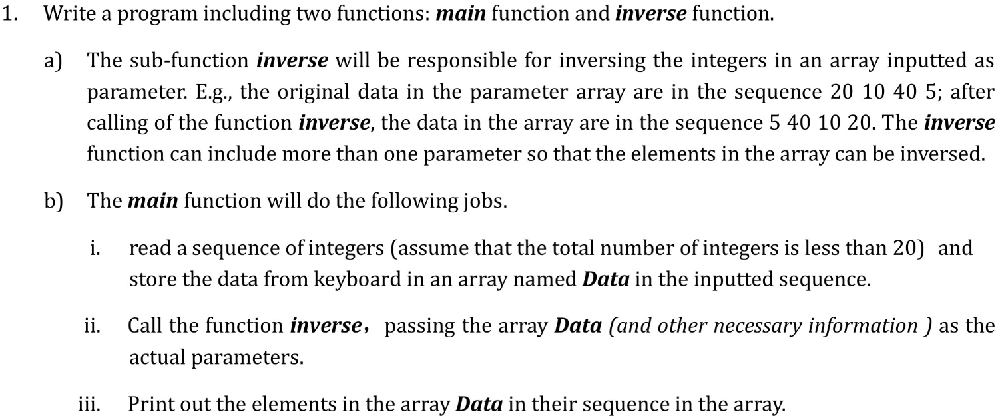 1. Write a program including two functions: main function and inverse function.
a) The sub-function inverse will be responsible for inversing the integers in an array inputted as
parameter. E.g., the original data in the parameter array are in the sequence 20 10 40 5; after
calling of the function inverse, the data in the array are in the sequence 5 40 10 20. The inverse
function can include more than one parameter so that the elements in the array can be inversed.
b) The main function will do the following jobs.
i. read a sequence of integers (assume that the total number of integers is less than 20) and
store the data from keyboard in an array named Data in the inputted sequence.
ii. Call the function inverse, passing the array Data (and other necessary information ) as the
actual parameters.
iii. Print out the elements in the array Data in their sequence in the array.